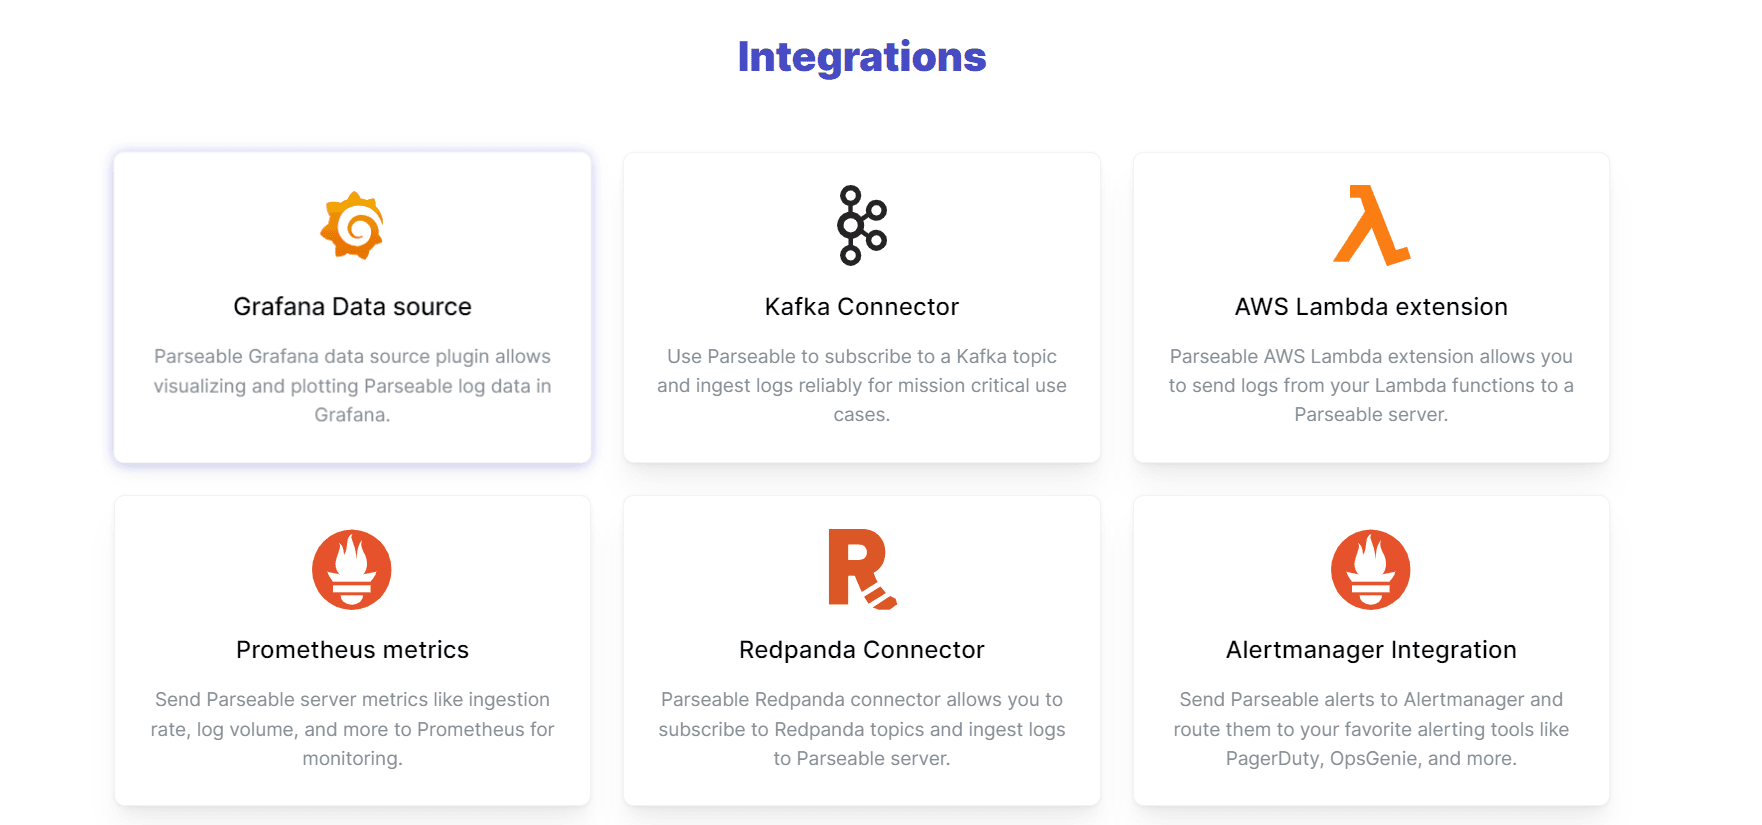 Integrations
Grafana Data source
Parseable Grafana data source plugin allows
visualizing and plotting Parseable log data in
Grafana.
Kafka Connector
Use Parseable to subscribe to a Kafka topic
and ingest logs reliably for mission critical use
cases.
AWS Lambda extension
Parseable AWS Lambda extension allows you
to send logs from your Lambda functions to a
Parseable server.
Prometheus metrics
Send Parseable server metrics like ingestion
rate, log volume, and more to Prometheus for
monitoring.
Redpanda Connector
Parseable Redpanda connector allows you to
subscribe to Redpanda topics and ingest logs
to Parseable server.
Alertmanager Integration
Send Parseable alerts to Alertmanager and
route them to your favorite alerting tools like
PagerDuty, OpsGenie, and more.